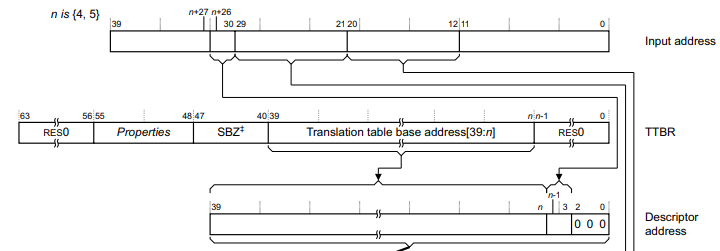 n is {4, 5}
39 n+27 n+26 30 29 21 20 12 11 0
Input address
63 56 55 48 47 40 39 n n-1 0
RES0 Properties SBZ‡ Translation table base address[39:n] RES0 TTBR
n-1
39 n 3 2 0
0 0 0
Descriptor
address